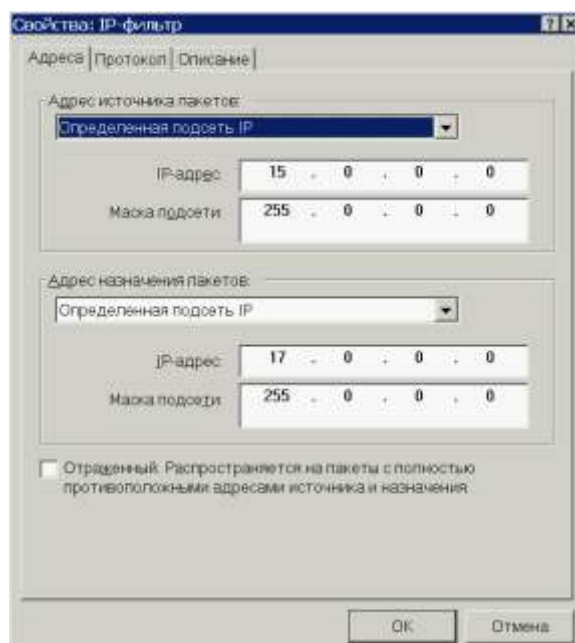 Свойства: IP-фильтр
Адреса Протокол Описание
Адрес источника пакетов:
Определенная подсеть IP
IP-адрес: 15 . 0 . 0 . 0
Маска подсети: 255 . 0 . 0 . 0
Адрес назначения пакетов:
Определенная подсеть IP
IP-адрес: 17 . 0 . 0 . 0
Маска подсети: 255 . 0 . 0 . 0
Отраженный. Распространяется на пакеты с полностью
противоположными адресами источника и назначения.
OK Отмена